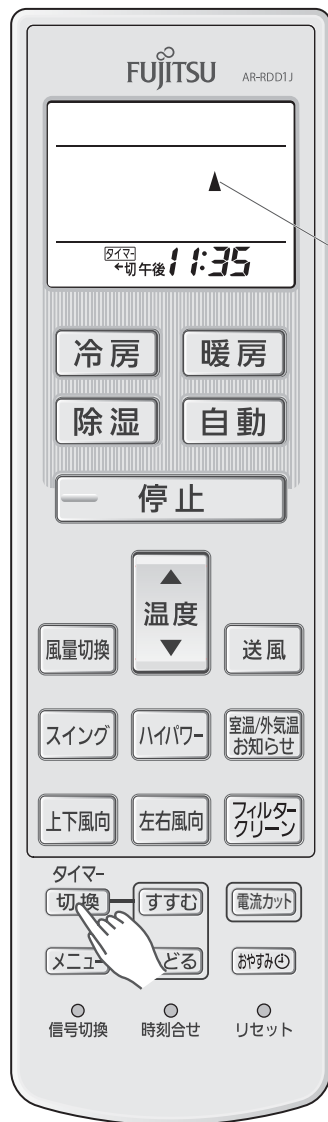 FUJITSU AR-RDD1J
タイマー
←切 午後 11:35
冷房 暖房
除湿 自動
停止
温度
風量切換 送風
スイング ハイパワー 室温/外気温
お知らせ
上下風向 左右風向 フィルター
クリーン
タイマー
切換 すすむ 電流カット
メニュー どる おやすみ
信号切換 時刻合せ リセット